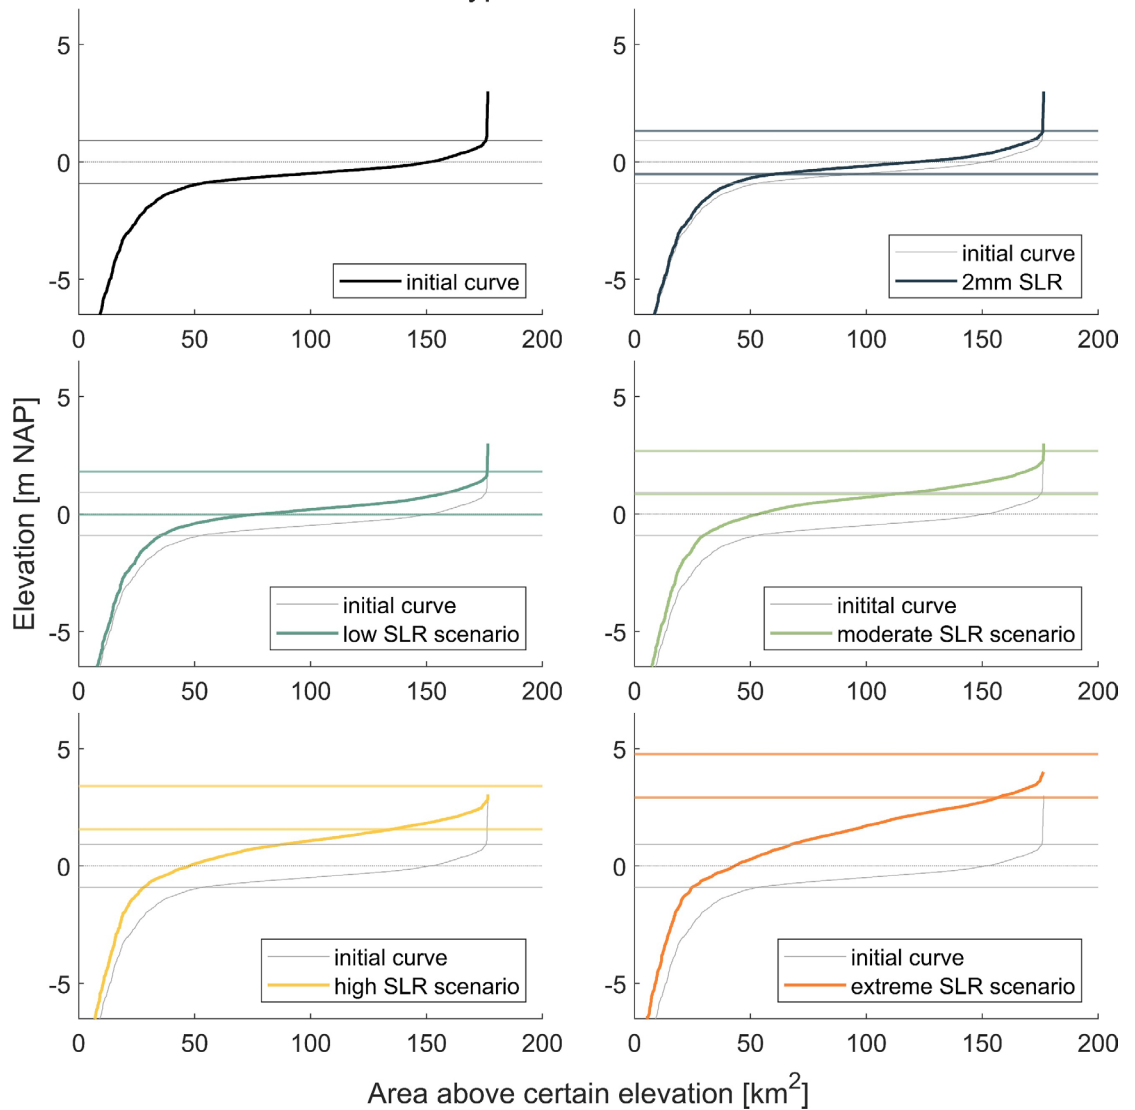 5
0
-5
0 50 100 150 200
initial curve
5
0
-5
0 50 100 150 200
initial curve
2mm SLR
Elevation [m NAP]
5
0
-5
0 50 100 150 200
initial curve
low SLR scenario
5
0
-5
0 50 100 150 200
initital curve
moderate SLR scenario
5
0
-5
0 50 100 150 200
initial curve
high SLR scenario
5
0
-5
0 50 100 150 200
initial curve
extreme SLR scenario
Area above certain elevation [km2]